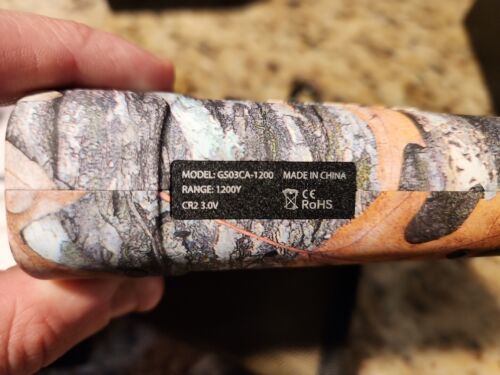 MODEL: GS03CA-1200 MADE IN CHINA
RANGE: 1200Y CE
CR2 3.0V RoHS